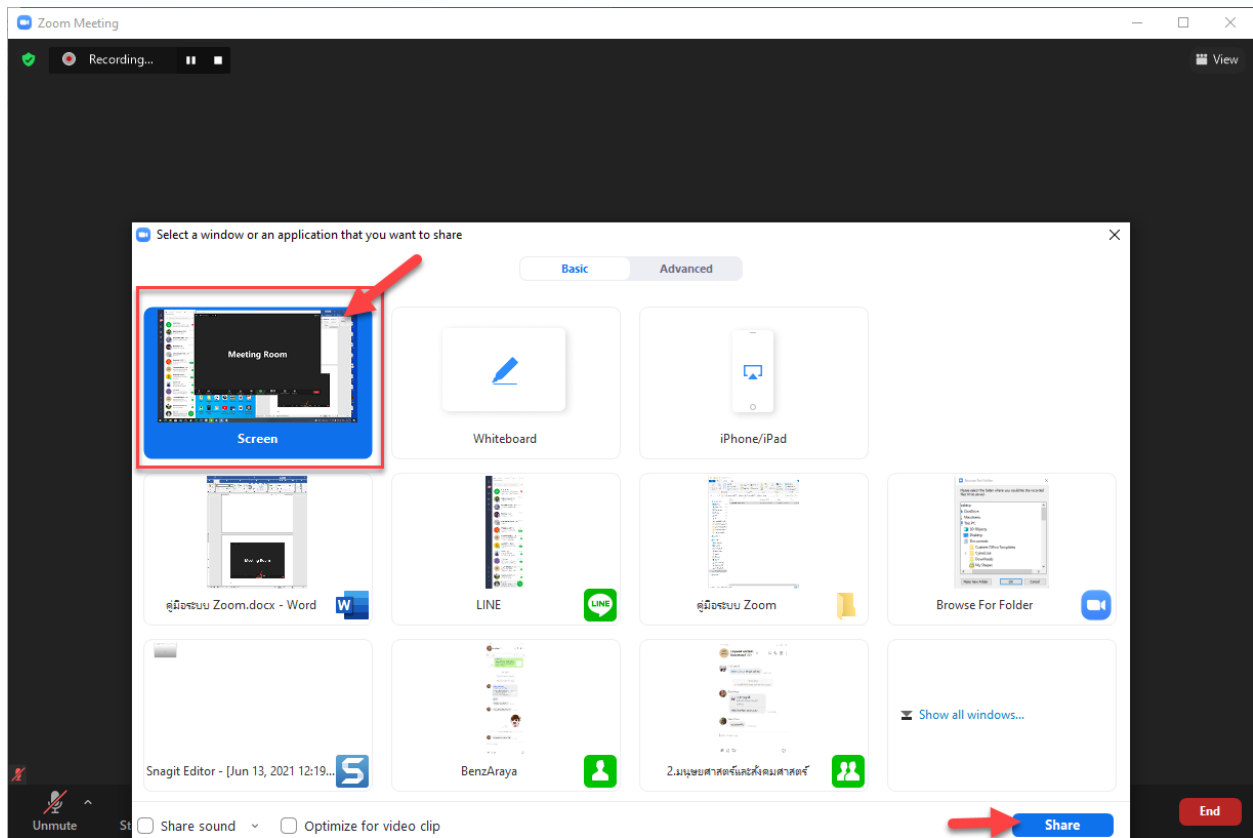 Zoom Meeting
Recording...
View
Select a window or an application that you want to share
Basic
Advanced
Meeting Room
Screen
Whiteboard
iPhone/iPad
คู่มือระบบ Zoom.docx - Word
LINE
LINE
คู่มือระบบ Zoom
Browse For Folder
Snagit Editor - [Jun 13, 2021 12:19...
BenzAraya
2.มนุษยศาสตร์และสังคมศาสตร์
Show all windows...
Unmute
St
Share sound
Optimize for video clip
Share
End